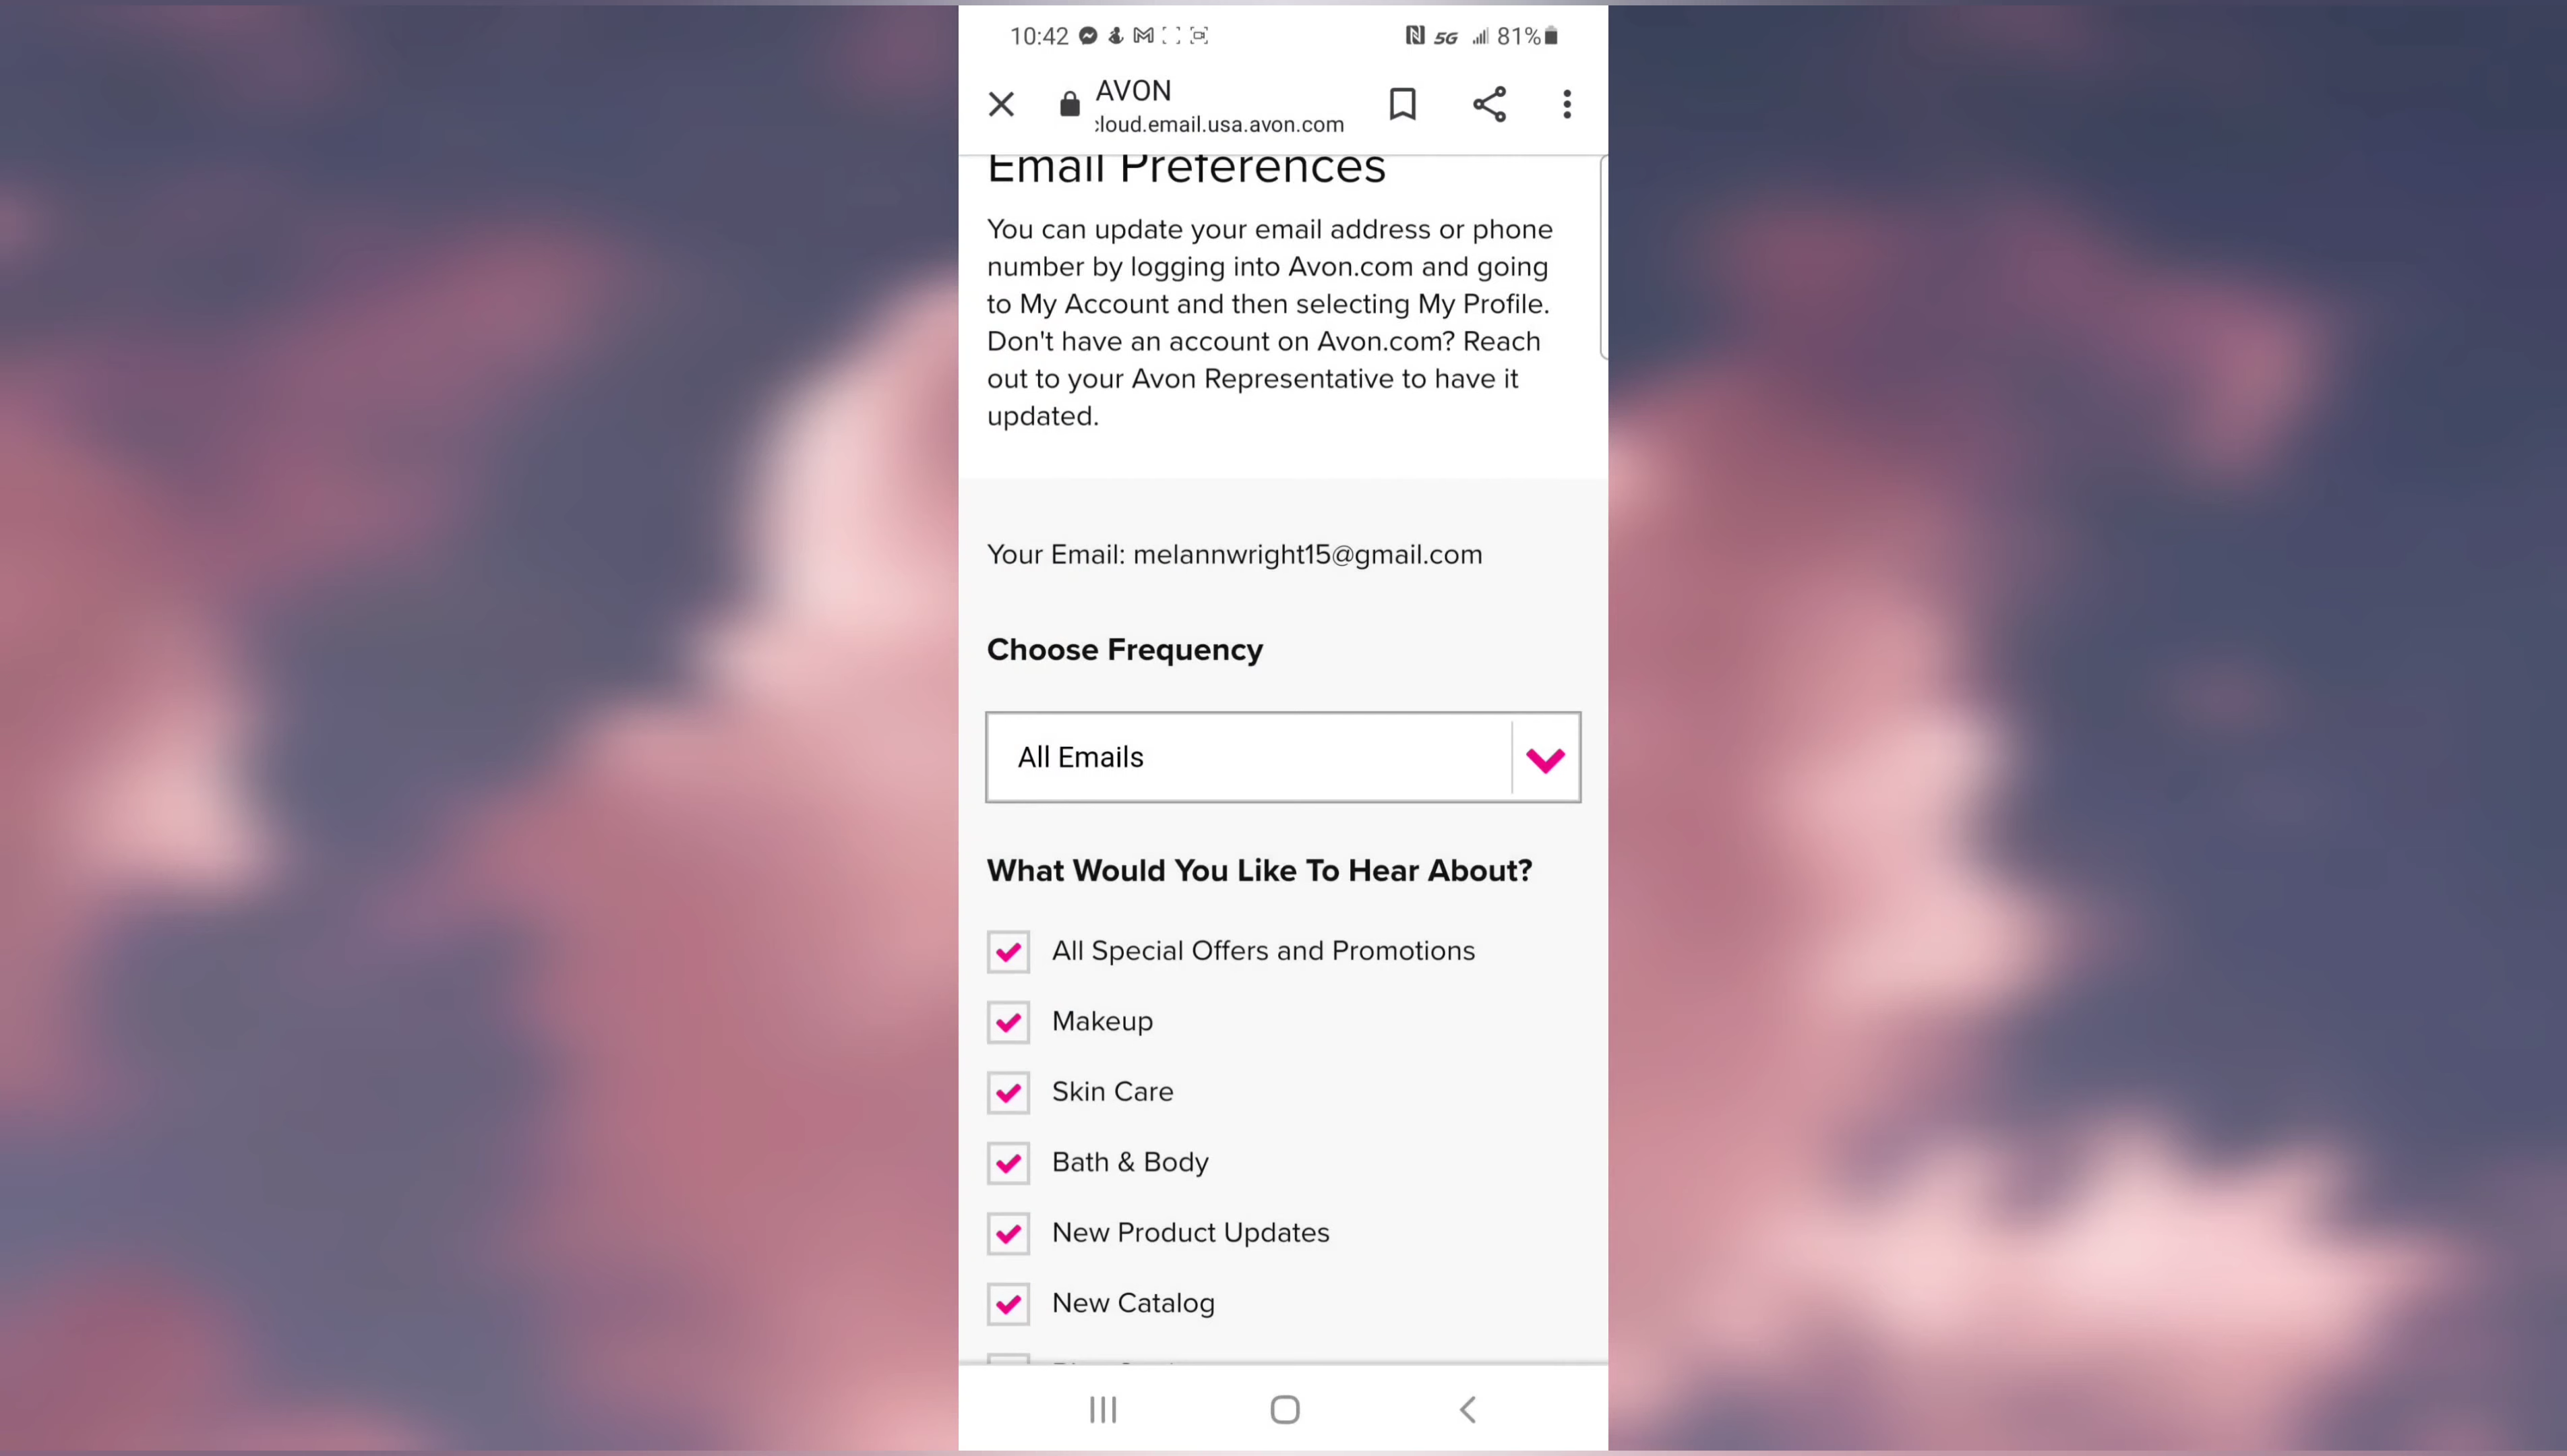 10:42
5G 81%
AVON
cloud.email.usa.avon.com
Email Preferences
You can update your email address or phone
number by logging into Avon.com and going
to My Account and then selecting My Profile.
Don't have an account on Avon.com? Reach
out to your Avon Representative to have it
updated.
Your Email: melannwright15@gmail.com
Choose Frequency
All Emails
What Would You Like To Hear About?
All Special Offers and Promotions
Makeup
Skin Care
Bath & Body
New Product Updates
New Catalog